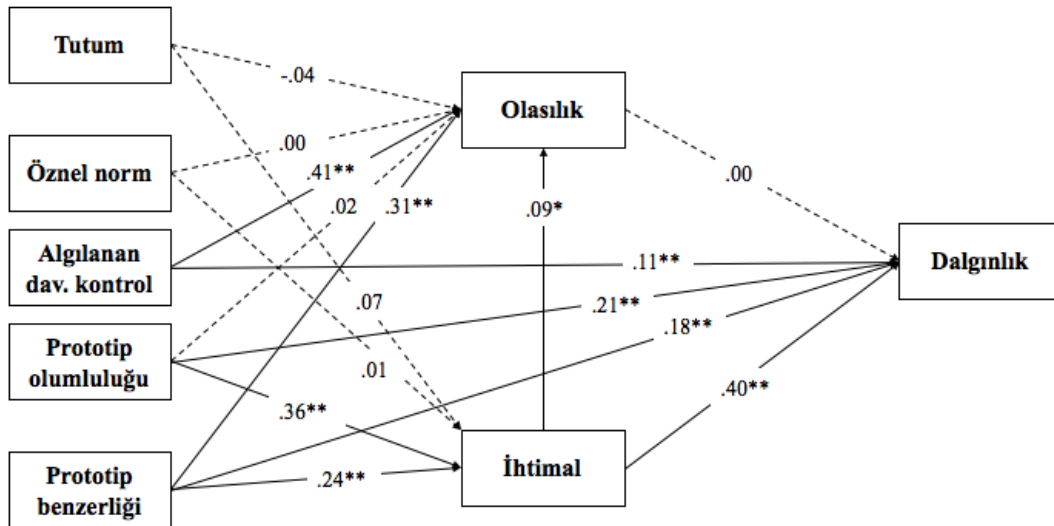 Tutum
-.04
Olasılık
Öznel norm
.00
.41**
.02
.31**
.09*
.00
Algılanan
dav. kontrol
.11**
Dalgınlık
.07
.21**
.18**
Prototip
olumluluğu
.01
.36**
.40**
Prototip
benzerliği
.24**
İhtimal